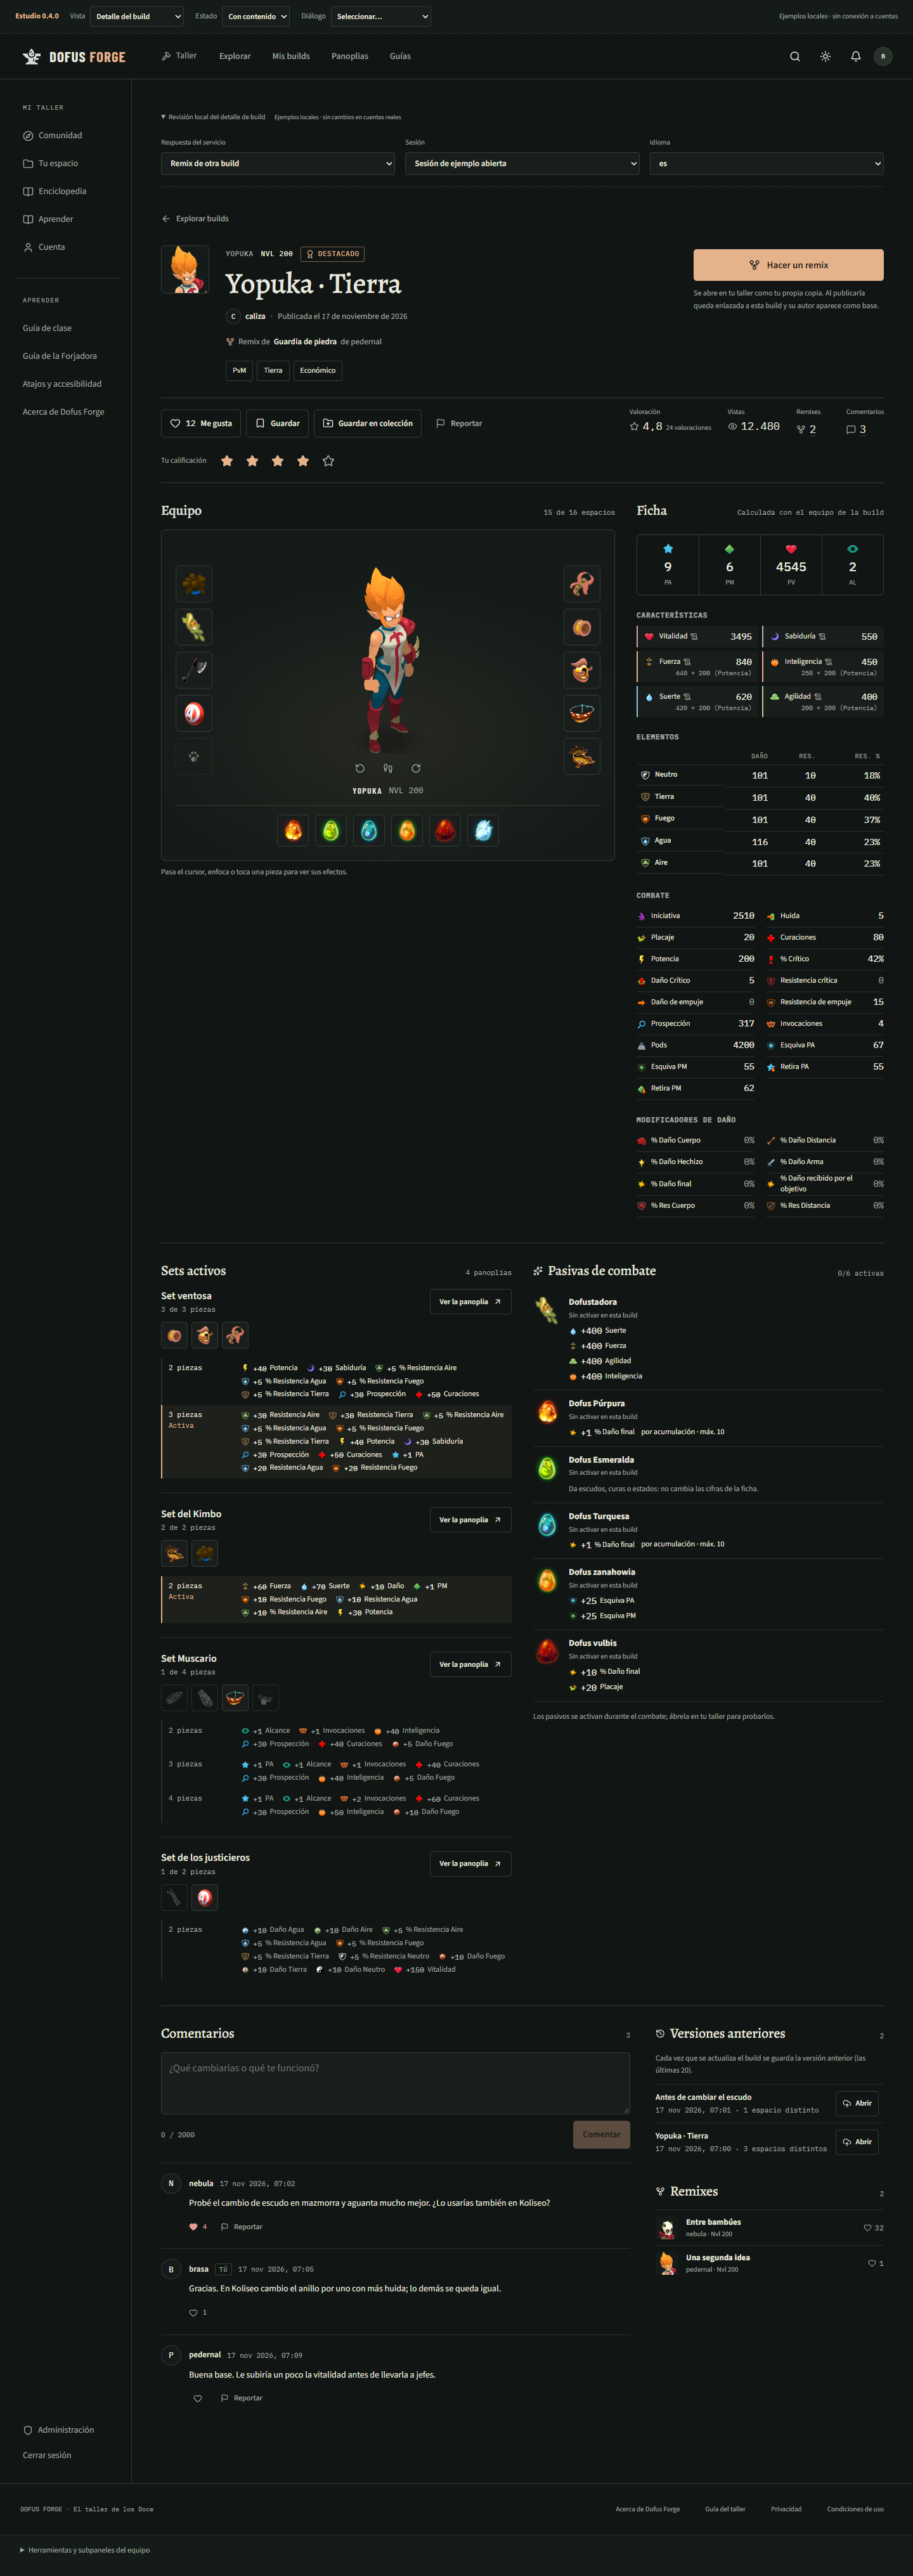 Estudio 0.4.0 Vista Detalle del build Estado Con contenido Diálogo Seleccionar... Ejemplos locales · sin conexión a cuentas
DOFUS FORGE Taller Explorar Mis builds Panoplias Guías B
MI TALLER
Comunidad
Tu espacio
Enciclopedia
Aprender
Cuenta
APRENDER
Guía de clase
Guía de la Forjadora
Atajos y accesibilidad
Acerca de Dofus Forge
Administración
Cerrar sesión
▼ Revisión local del detalle de build Ejemplos locales · sin cambios en cuentas reales
Respuesta del servicio Sesión Idioma
Remix de otra build Sesión de ejemplo abierta es
Explorar builds
YOPUKA NVL 200 DESTACADO
Yopuka · Tierra
C caliza · Publicada el 17 de noviembre de 2026
Remix de Guardia de piedra de pedernal
PvM Tierra Económico
Hacer un remix
Se abre en tu taller como tu propia copia. Al publicarla
queda enlazada a esta build y su autor aparece como base.
12 Me gusta Guardar Guardar en colección Reportar
Valoración Vistas Remixes Comentarios
4,8 24 valoraciones 12.480 2 3
Tu calificación
Equipo 15 de 16 espacios
YOPUKA NVL 200
Pasa el cursor, enfoca o toca una pieza para ver sus efectos.
Ficha Calculada con el equipo de la build
9 6 4545 2
PA PM PV AL
CARACTERÍSTICAS
Vitalidad 3495 Sabiduría 550
Fuerza 840 Inteligencia 450
640 + 200 (Potencia) 250 + 200 (Potencia)
Suerte 620 Agilidad 400
420 + 200 (Potencia) 200 + 200 (Potencia)
ELEMENTOS
DAÑO RES. RES. %
Neutro 101 10 18%
Tierra 101 40 40%
Fuego 101 40 37%
Agua 116 40 23%
Aire 101 40 23%
COMBATE
Iniciativa 2510 Huida 5
Placaje 20 Curaciones 80
Potencia 200 % Crítico 42%
Daño Crítico 5 Resistencia crítica 0
Daño de empuje 0 Resistencia de empuje 15
Prospección 317 Invocaciones 4
Pods 4200 Esquiva PA 67
Esquiva PM 55 Retira PA 55
Retira PM 62
MODIFICADORES DE DAÑO
% Daño Cuerpo 0% % Daño Distancia 0%
% Daño Hechizo 0% % Daño Arma 0%
% Daño final 0% % Daño recibido por el objetivo 0%
% Res Cuerpo 0% % Res Distancia 0%
Sets activos 4 panoplias
Set ventosa Ver la panoplia
3 de 3 piezas
2 piezas +40 Potencia +30 Sabiduría +5 % Resistencia Aire
+5 % Resistencia Agua +5 % Resistencia Fuego
+5 % Resistencia Tierra +30 Prospección +50 Curaciones
3 piezas +30 Resistencia Aire +30 Resistencia Tierra +5 % Resistencia Aire
Activa +5 % Resistencia Agua +5 % Resistencia Fuego
+5 % Resistencia Tierra +40 Potencia +30 Sabiduría
+30 Prospección +50 Curaciones +1 PA
+20 Resistencia Agua +20 Resistencia Fuego
Set del Kimbo Ver la panoplia
2 de 2 piezas
2 piezas +60 Fuerza +70 Suerte +10 Daño +1 PM
Activa +10 Resistencia Fuego +10 Resistencia Agua
+10 % Resistencia Aire +30 Potencia
Set Muscario Ver la panoplia
1 de 4 piezas
2 piezas +1 Alcance +1 Invocaciones +40 Inteligencia
+30 Prospección +40 Curaciones +5 Daño Fuego
3 piezas +1 PA +1 Alcance +1 Invocaciones +40 Curaciones
+30 Prospección +40 Inteligencia +5 Daño Fuego
4 piezas +1 PA +1 Alcance +2 Invocaciones +60 Curaciones
+30 Prospección +50 Inteligencia +10 Daño Fuego
Set de los justicieros Ver la panoplia
1 de 2 piezas
2 piezas +10 Daño Agua +10 Daño Aire +5 % Resistencia Aire
+5 % Resistencia Agua +5 % Resistencia Fuego
+5 % Resistencia Tierra +5 % Resistencia Neutro +10 Daño Fuego
+10 Daño Tierra +10 Daño Neutro +150 Vitalidad
Pasivas de combate 0/6 activas
Dofustadora
Sin activar en esta build
+400 Suerte
+400 Fuerza
+400 Agilidad
+400 Inteligencia
Dofus Púrpura
Sin activar en esta build
+1 % Daño final por acumulación · máx. 10
Dofus Esmeralda
Sin activar en esta build
Da escudos, curas o estados: no cambia las cifras de la ficha.
Dofus Turquesa
Sin activar en esta build
+1 % Daño final por acumulación · máx. 10
Dofus zanahowia
Sin activar en esta build
+25 Esquiva PA
+25 Esquiva PM
Dofus vulbis
Sin activar en esta build
+10 % Daño final
+20 Placaje
Los pasivos se activan durante el combate; ábrela en tu taller para probarlos.
Comentarios 3
¿Qué cambiarías o qué te funcionó?
0 / 2000 Comentar
N nebula 17 nov 2026, 07:02
Probé el cambio de escudo en mazmorra y aguanta mucho mejor. ¿Lo usarías también en Koliseo?
4 Reportar
B brasa TÚ 17 nov 2026, 07:05
Gracias. En Koliseo cambio el anillo por uno con más huida; lo demás se queda igual.
1
P pedernal 17 nov 2026, 07:09
Buena base. Le subiría un poco la vitalidad antes de llevarla a jefes.
Reportar
Versiones anteriores 2
Cada vez que se actualiza el build se guarda la versión anterior (las
últimas 20).
Antes de cambiar el escudo Abrir
17 nov 2026, 07:01 · 1 espacio distinto
Yopuka · Tierra Abrir
17 nov 2026, 07:00 · 3 espacios distintos
Remixes 2
Entre bambúes 32
nebula · Nvl 200
Una segunda idea 1
pedernal · Nvl 200
DOFUS FORGE · El taller de los Doce Acerca de Dofus Forge Guía del taller Privacidad Condiciones de uso
▶ Herramientas y subpaneles del equipo